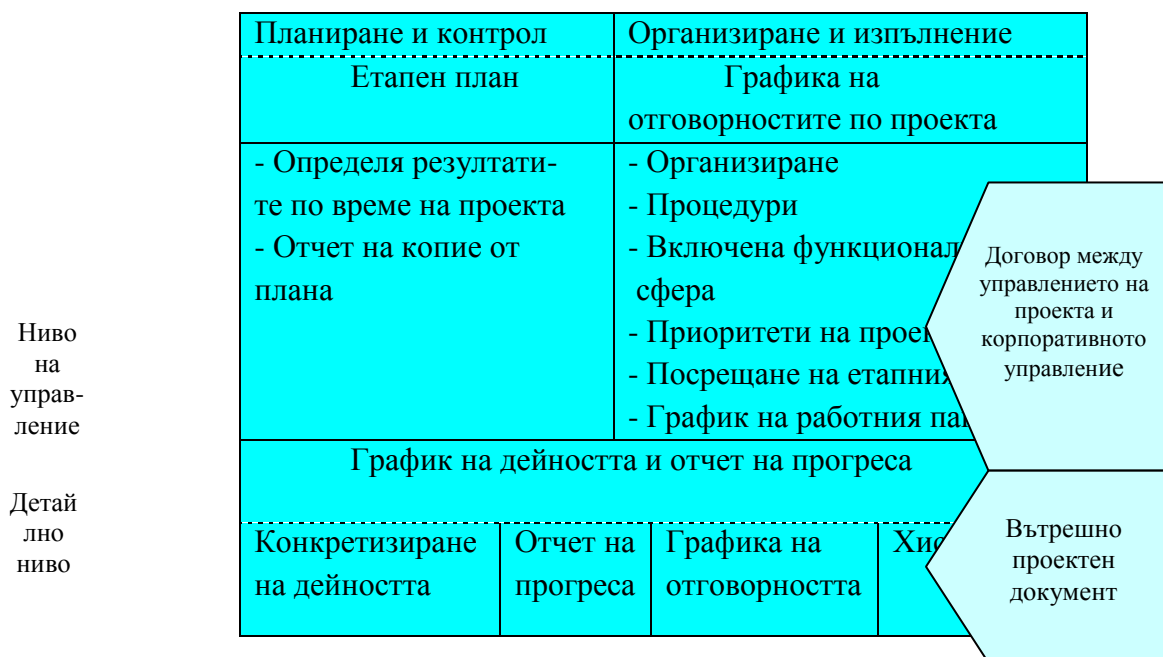 Планиране и контрол
Организиране и изпълнение
Етапен план
Графика на
отговорностите по проекта
- Определя резултати-
те по време на проекта
- Отчет на копие от
плана
- Организиране
- Процедури
- Включена функционал
сфера
- Приоритети на прое
- Посрещане на етапния
- График на работния
Договор между
управлението на
проекта и
корпоративното
управление
Ниво
на
управ-
ление
График на дейността и отчет на прогреса
Детай
лно
ниво
Конкретизиране
на дейността
Отчет на
прогреса
Графика на
отговорността
Вътрешно
проектен
документ